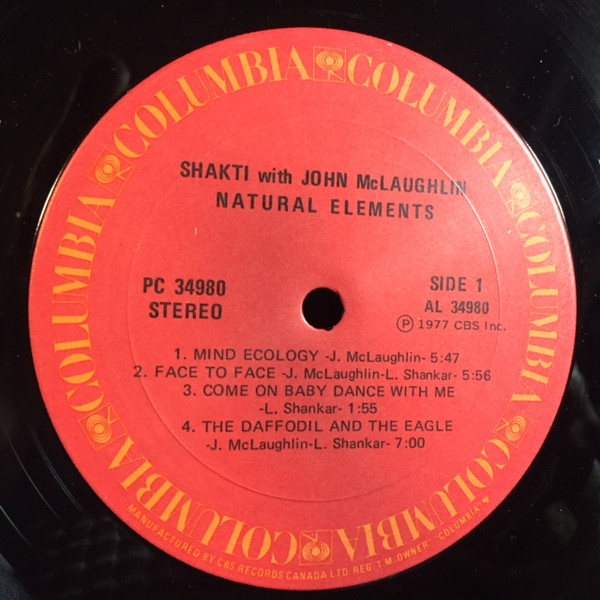 COLUMBIA COLUMBIA COLUMBIA COLUMBIA COLUMBIA COLUMBIA COLUMBIA COLUMBIA
SHAKTI with JOHN McLAUGHLIN
NATURAL ELEMENTS
PC 34980
STEREO
SIDE 1
AL 34980
Ⓟ 1977 CBS Inc.
1. MIND ECOLOGY -J. McLaughlin- 5:47
2. FACE TO FACE -J. McLaughlin-L. Shankar- 5:56
3. COME ON BABY DANCE WITH ME
-L. Shankar- 1:55
4. THE DAFFODIL AND THE EAGLE
-J. McLaughlin-L. Shankar- 7:00
MANUFACTURED BY CBS RECORDS CANADA LTD REG. T.M. OWNER "COLUMBIA"